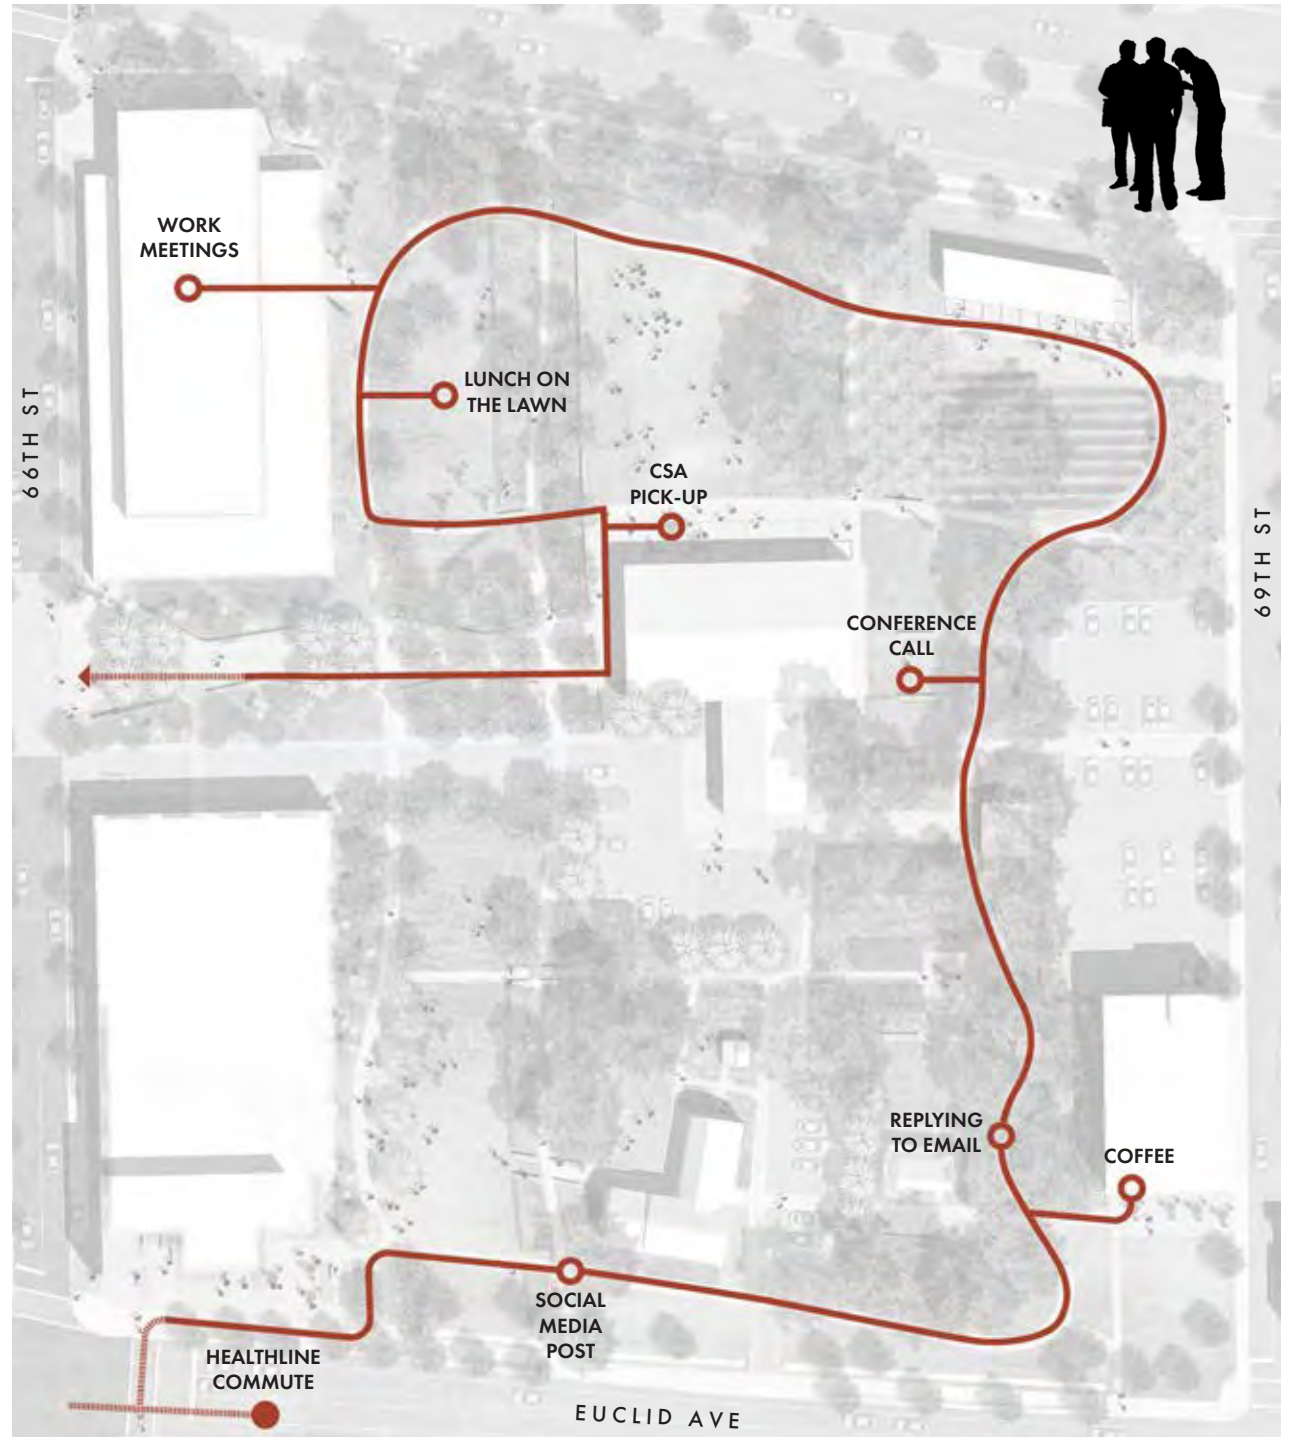 WORK
MEETINGS
LUNCH ON
THE LAWN
66TH ST
CSA
PICK-UP
69TH ST
CONFERENCE
CALL
REPLYING
TO EMAIL
COFFEE
SOCIAL
MEDIA
POST
HEALTHLINE
COMMUTE
EUCLID AVE